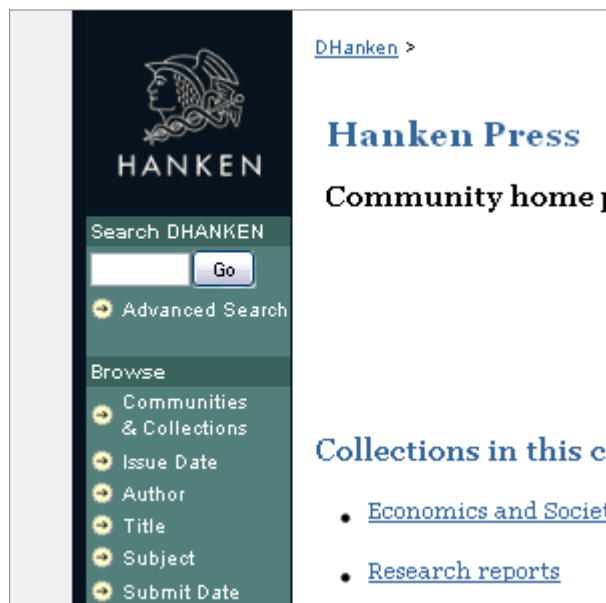 DHanken >
HANKEN
Hanken Press
Community home
Search DHANKEN
Go
Advanced Search
Browse
Communities
& Collections
Issue Date
Author
Title
Subject
Submit Date
Collections in this c
Economics and Societ
Research reports